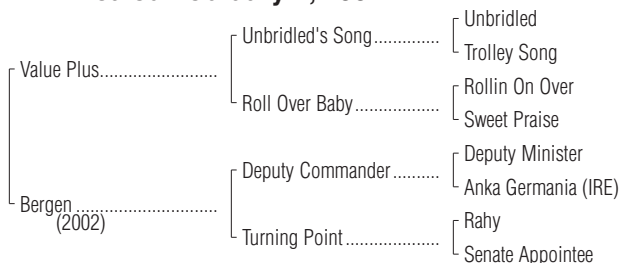 Unbridled
Unbridled's Song..............
Trolley Song
Value Plus.........................
Rollin On Over
Roll Over Baby..................
Sweet Praise
Deputy Minister
Deputy Commander..........
Anka Germania (IRE)
Bergen..............................
(2002)
Rahy
Turning Point....................
Senate Appointee